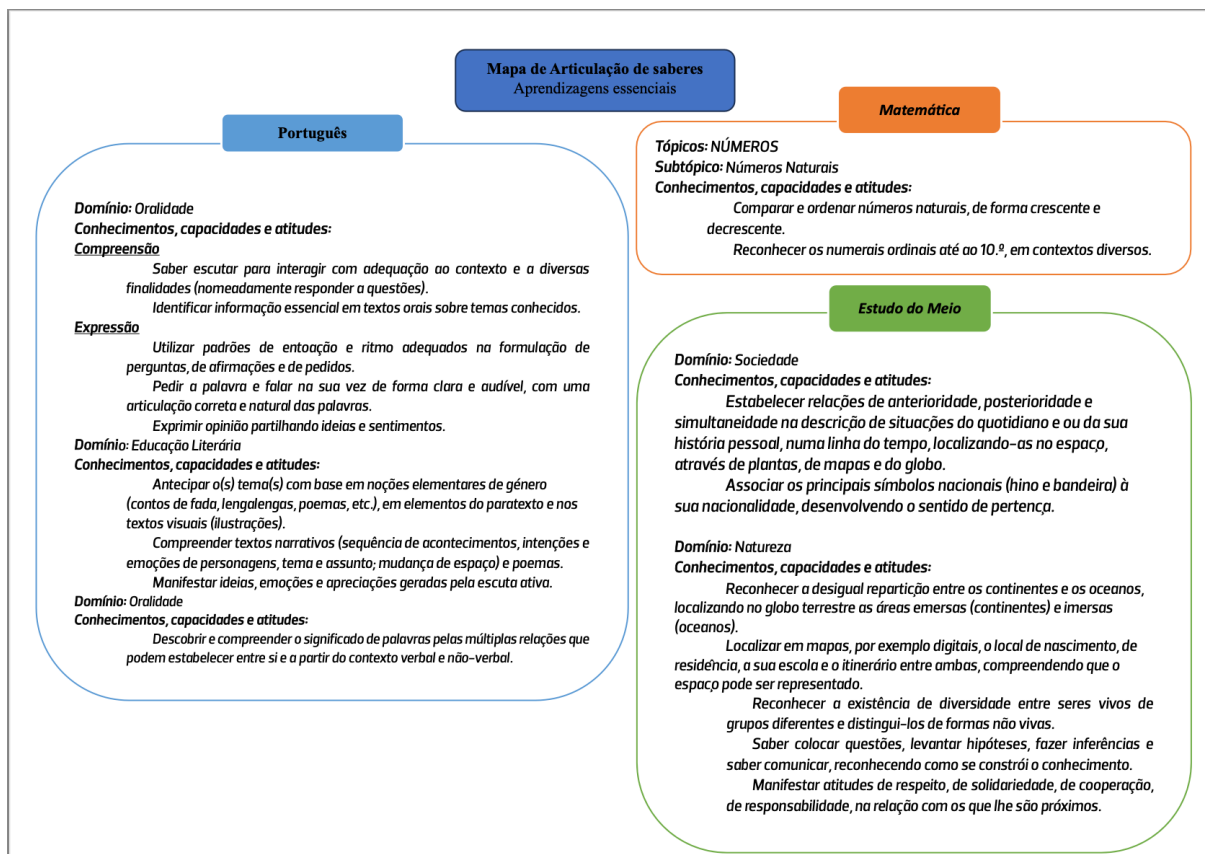 Mapa de Articulação de saberes
Aprendizagens essenciais
Português
Domínio: Oralidade
Conhecimentos, capacidades e atitudes:
Compreensão
Saber escutar para interagir com adequação ao contexto e a diversas
finalidades (nomeadamente responder a questões).
Identificar informação essencial em textos orais sobre temas conhecidos.
Expressão
Utilizar padrões de entoação e ritmo adequados na formulação de
perguntas, de afirmações e de pedidos.
Pedir a palavra e falar na sua vez de forma clara e audível, com uma
articulação correta e natural das palavras.
Exprimir opinião partilhando ideias e sentimentos.
Domínio: Educação Literária
Conhecimentos, capacidades e atitudes:
Antecipar o(s) tema(s) com base em noções elementares de género
(contos de fada, lengalengas, poemas, etc.), em elementos do paratexto e nos
textos visuais (ilustrações).
Compreender textos narrativos (sequência de acontecimentos, intenções e
emoções de personagens, tema e assunto; mudança de espaço) e poemas.
Manifestar ideias, emoções e apreciações geradas pela escuta ativa.
Domínio: Oralidade
Conhecimentos, capacidades e atitudes:
Descobrir e compreender o significado de palavras pelas múltiplas relações que
podem estabelecer entre si e a partir do contexto verbal e não-verbal.
Matemática
Tópicos: NÚMEROS
Subtópico: Números Naturais
Conhecimentos, capacidades e atitudes:
Comparar e ordenar números naturais, de forma crescente e
decrescente.
Reconhecer os numerais ordinais até ao 10.º, em contextos diversos.
Estudo do Meio
Domínio: Sociedade
Conhecimentos, capacidades e atitudes:
Estabelecer relações de anterioridade, posterioridade e
simultaneidade na descrição de situações do quotidiano e ou da sua
história pessoal, numa linha do tempo, localizando-as no espaço,
através de plantas, de mapas e do globo.
Associar os principais símbolos nacionais (hino e bandeira) à
sua nacionalidade, desenvolvendo o sentido de pertença.
Domínio: Natureza
Conhecimentos, capacidades e atitudes:
Reconhecer a desigual repartição entre os continentes e os oceanos,
localizando no globo terrestre as áreas emersas (continentes) e imersas
(oceanos).
Localizar em mapas, por exemplo digitais, o local de nascimento, de
residência, a sua escola e o itinerário entre ambas, compreendendo que o
espaço pode ser representado.
Reconhecer a existência de diversidade entre seres vivos de
grupos diferentes e distingui-los de formas não vivas.
Saber colocar questões, levantar hipóteses, fazer inferências e
saber comunicar, reconhecendo como se constrói o conhecimento.
Manifestar atitudes de respeito, de solidariedade, de cooperação,
de responsabilidade, na relação com os que lhe são próximos.